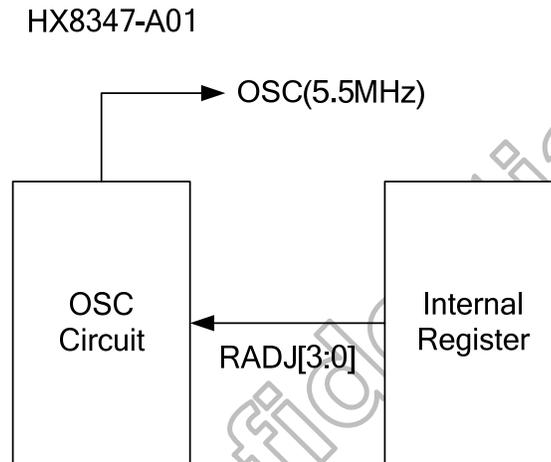 HX8347-A01
OSC(5.5MHz)
OSC
Circuit
Internal
Register
RADJ[3:0]